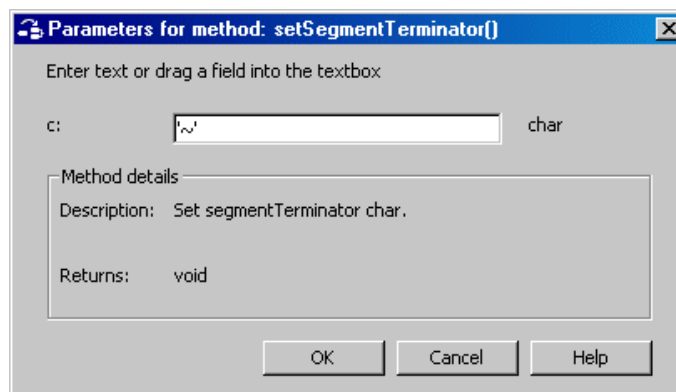 Parameters for method: setSegmentTerminator()
Enter text or drag a field into the textbox
c: '~' char
Method details
Description: Set segmentTerminator char.
Returns: void
OK Cancel Help